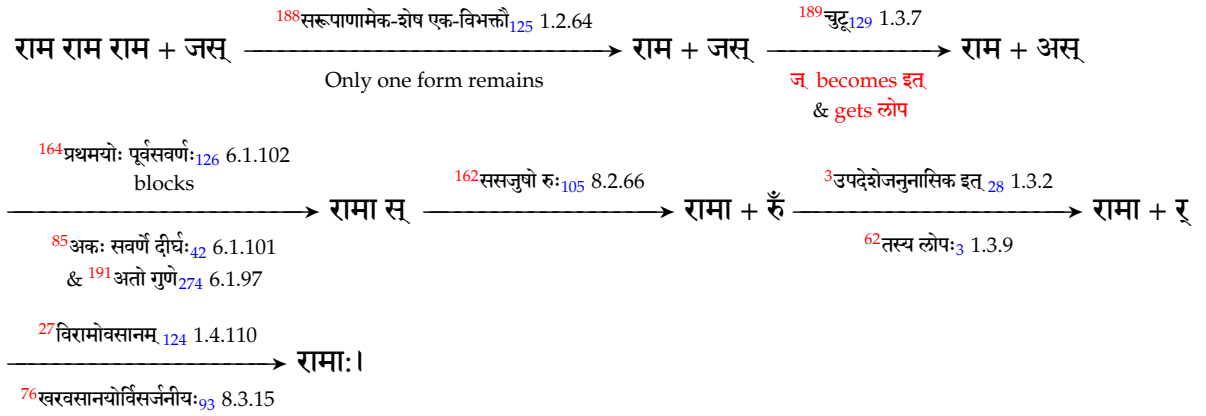 188सरूपाणामेक-शेष एक-विभक्तौ125 1.2.64
189चुटू129 1.3.7
राम राम राम + जस् राम + जस् राम + अस्
Only one form remains
ज् becomes इत्
& gets लोप
164प्रथमयोः पूर्वसवर्णः126 6.1.102
blocks
162ससजुषो रुः105 8.2.66
3उपदेशेजनुनासिक इत् 28 1.3.2
रामा स् रामा + रुँ रामा + र्
85अकः सवर्णे दीर्घः42 6.1.101
& 191अतो गुणे274 6.1.97
62तस्य लोपः3 1.3.9
27विरामोवसानम् 124 1.4.110
रामाः।
76खरवसानयोर्विसर्जनीयः93 8.3.15